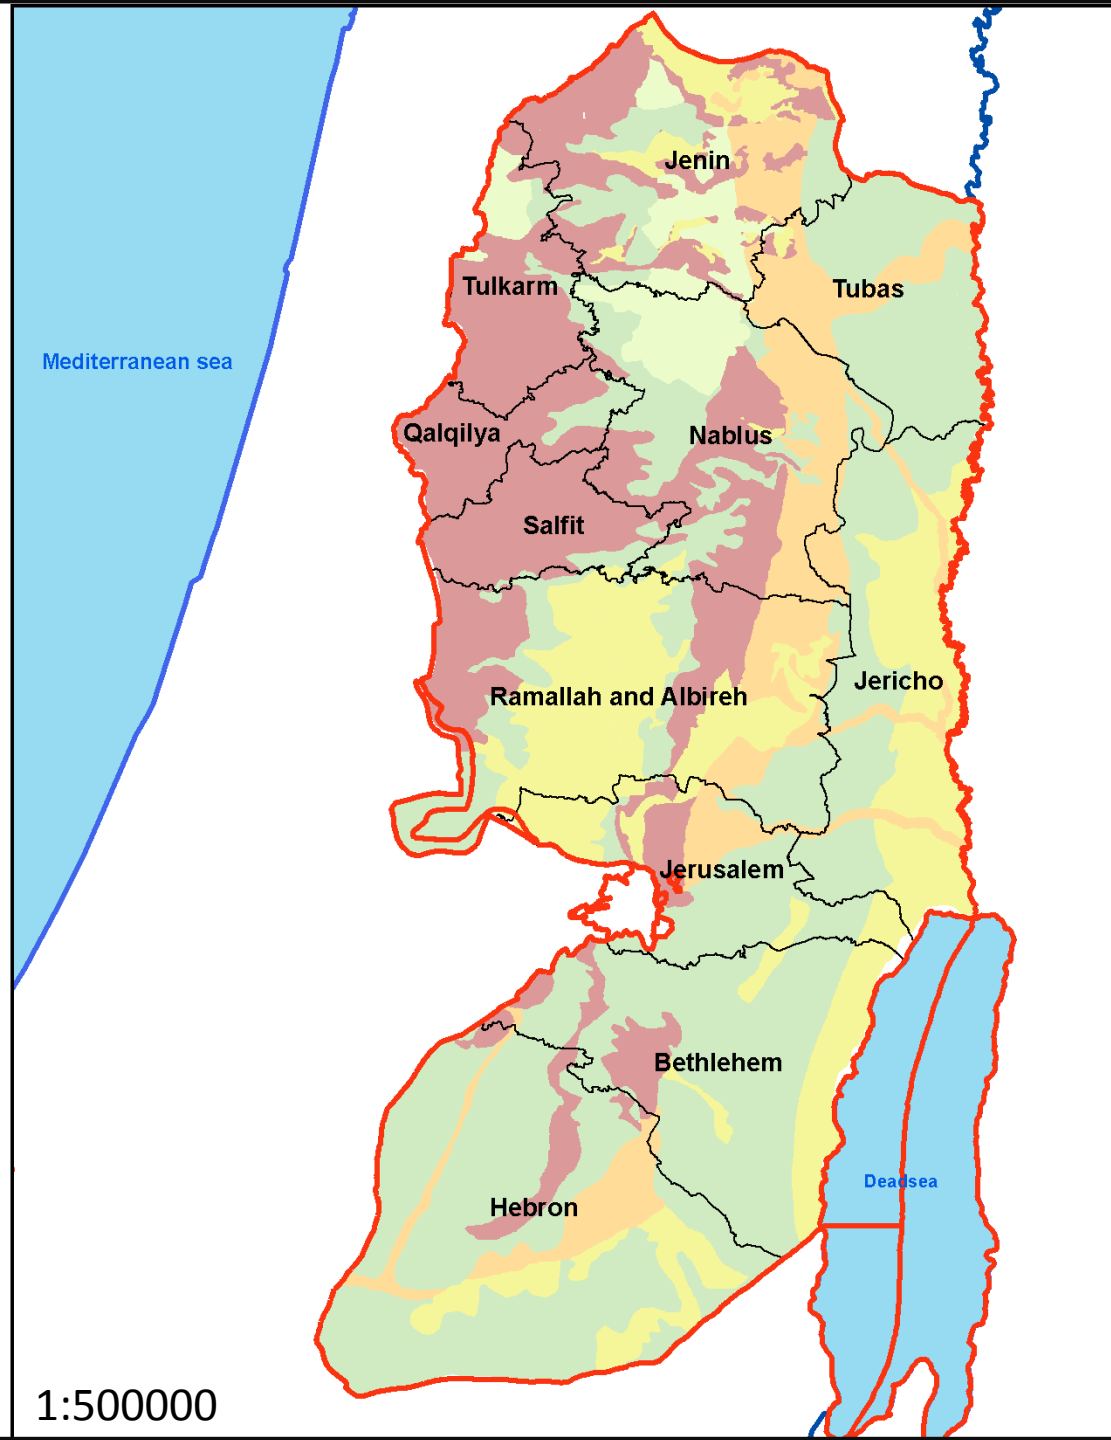 Jenin
Tulkarm
Tubas
Mediterranean sea
Qalqilya
Nablus
Salfit
Jericho
Ramallah and Albireh
Jerusalem
Bethlehem
Deadsea
Hebron
1:500000